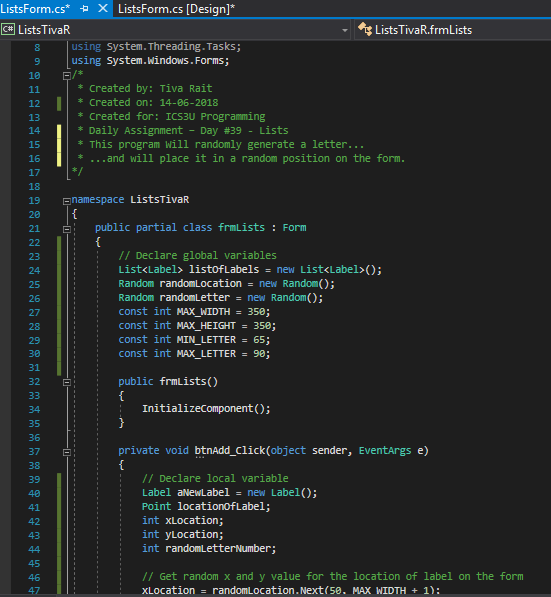 ListsForm.cs*
ListsForm.cs [Design]*
C# ListsTivaR
ListsTivaR.frmLists
8 using System.Threading.Tasks;
9 using System.Windows.Forms;
10 /*
11 * Created by: Tiva Rait
12 * Created on: 14-06-2018
13 * Created for: ICS3U Programming
14 * Daily Assignment – Day #39 - Lists
15 * This program Will randomly generate a letter...
16 * ...and will place it in a random position on the form.
17 */
18
19 namespace ListsTivaR
20 {
21 public partial class frmLists : Form
22 {
23 // Declare global variables
24 List<Label> listOfLabels = new List<Label>();
25 Random randomLocation = new Random();
26 Random randomLetter = new Random();
27 const int MAX_WIDTH = 350;
28 const int MAX_HEIGHT = 350;
29 const int MIN_LETTER = 65;
30 const int MAX_LETTER = 90;
31
32 public frmLists()
33 {
34 InitializeComponent();
35 }
36
37 private void btnAdd_Click(object sender, EventArgs e)
38 {
39 // Declare local variable
40 Label aNewLabel = new Label();
41 Point locationOfLabel;
42 int xLocation;
43 int yLocation;
44 int randomLetterNumber;
45
46 // Get random x and y value for the location of label on the form
47 xLocation = randomLocation.Next(50, MAX_WIDTH + 1);